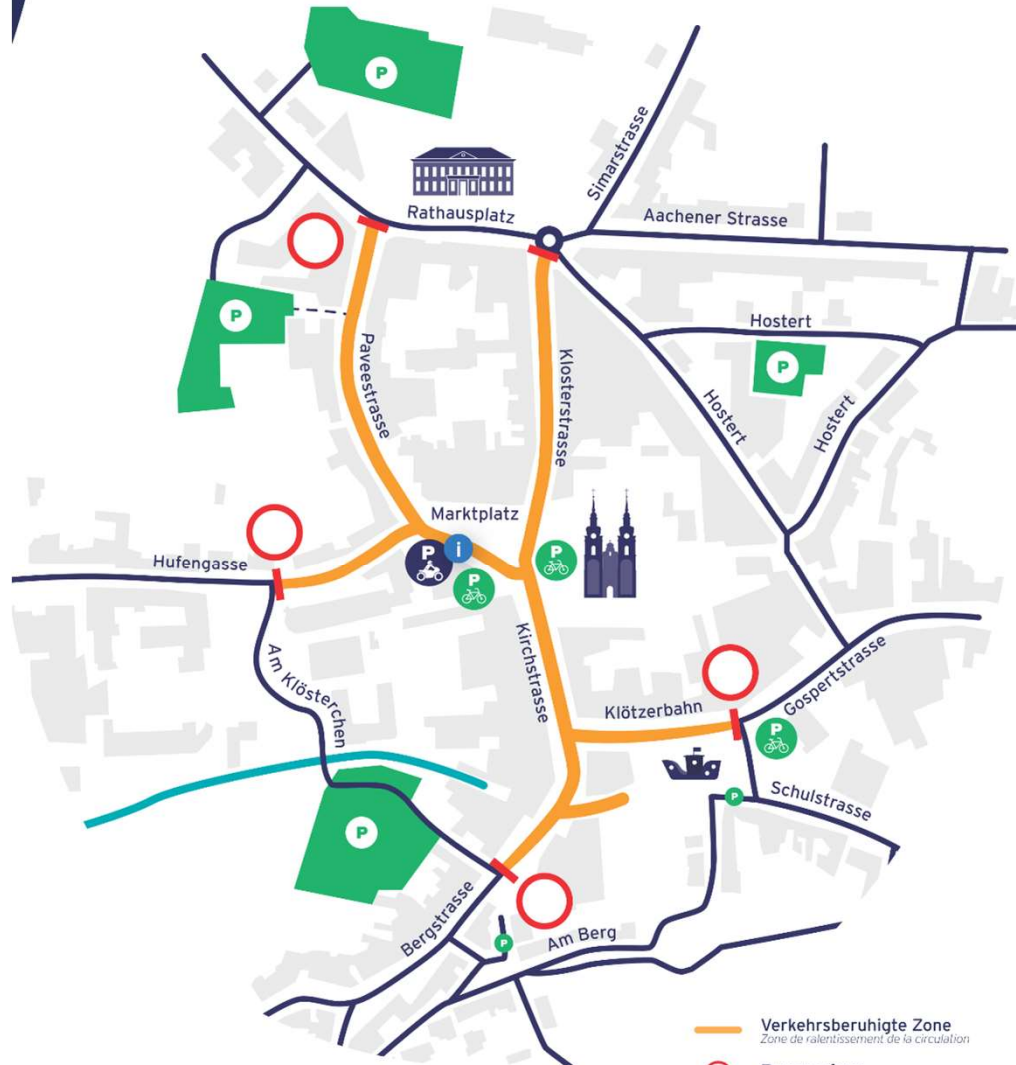 P
Simarstrasse
Rathausplatz
Aachener Strasse
P
Hostert
P
Paveestrasse
Klosterstrasse
Hostert
Hostert
Marktplatz
P
i
P
P
Hufengasse
Kirchstrasse
Am Klösterchen
Klötzerbahn
Gospertstrasse
P
P
Schulstrasse
P
Bergstrasse
P
Am Berg
Verkehrsberuhigte Zone
Zone de ralentissement de la circulation